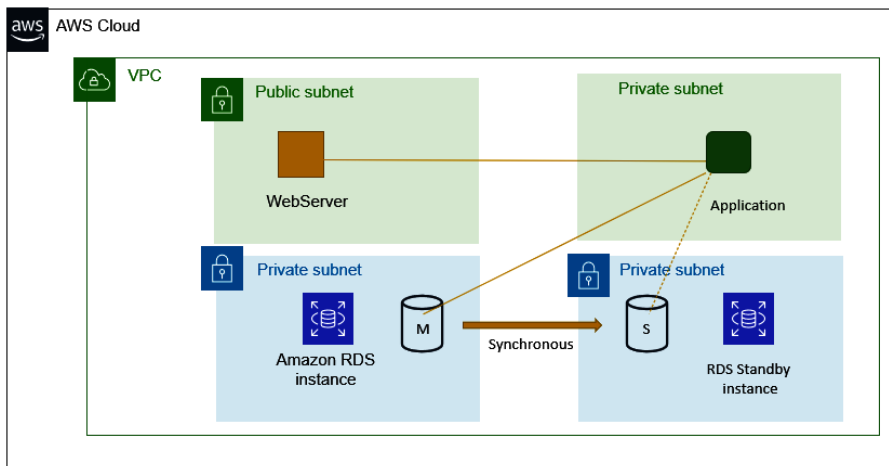 aws
AWS Cloud
VPC
Public subnet
Private subnet
WebServer
Application
Private subnet
Private subnet
M
S
Synchronous
Amazon RDS
instance
RDS Standby
instance